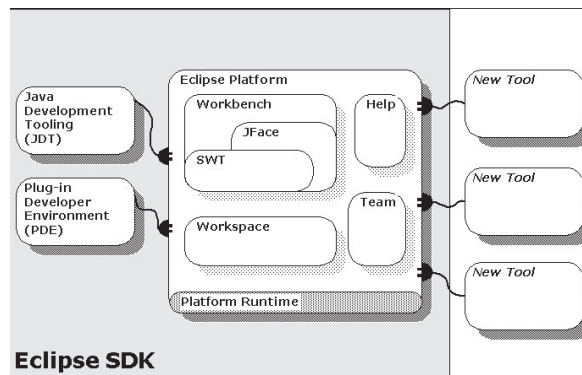 Java
Development
Tooling
(JDT)
Plug-in
Developer
Environment
(PDE)
Eclipse Platform
Workbench
JFace
SWT
Workspace
Platform Runtime
Help
Team
New Tool
New Tool
New Tool
Eclipse SDK